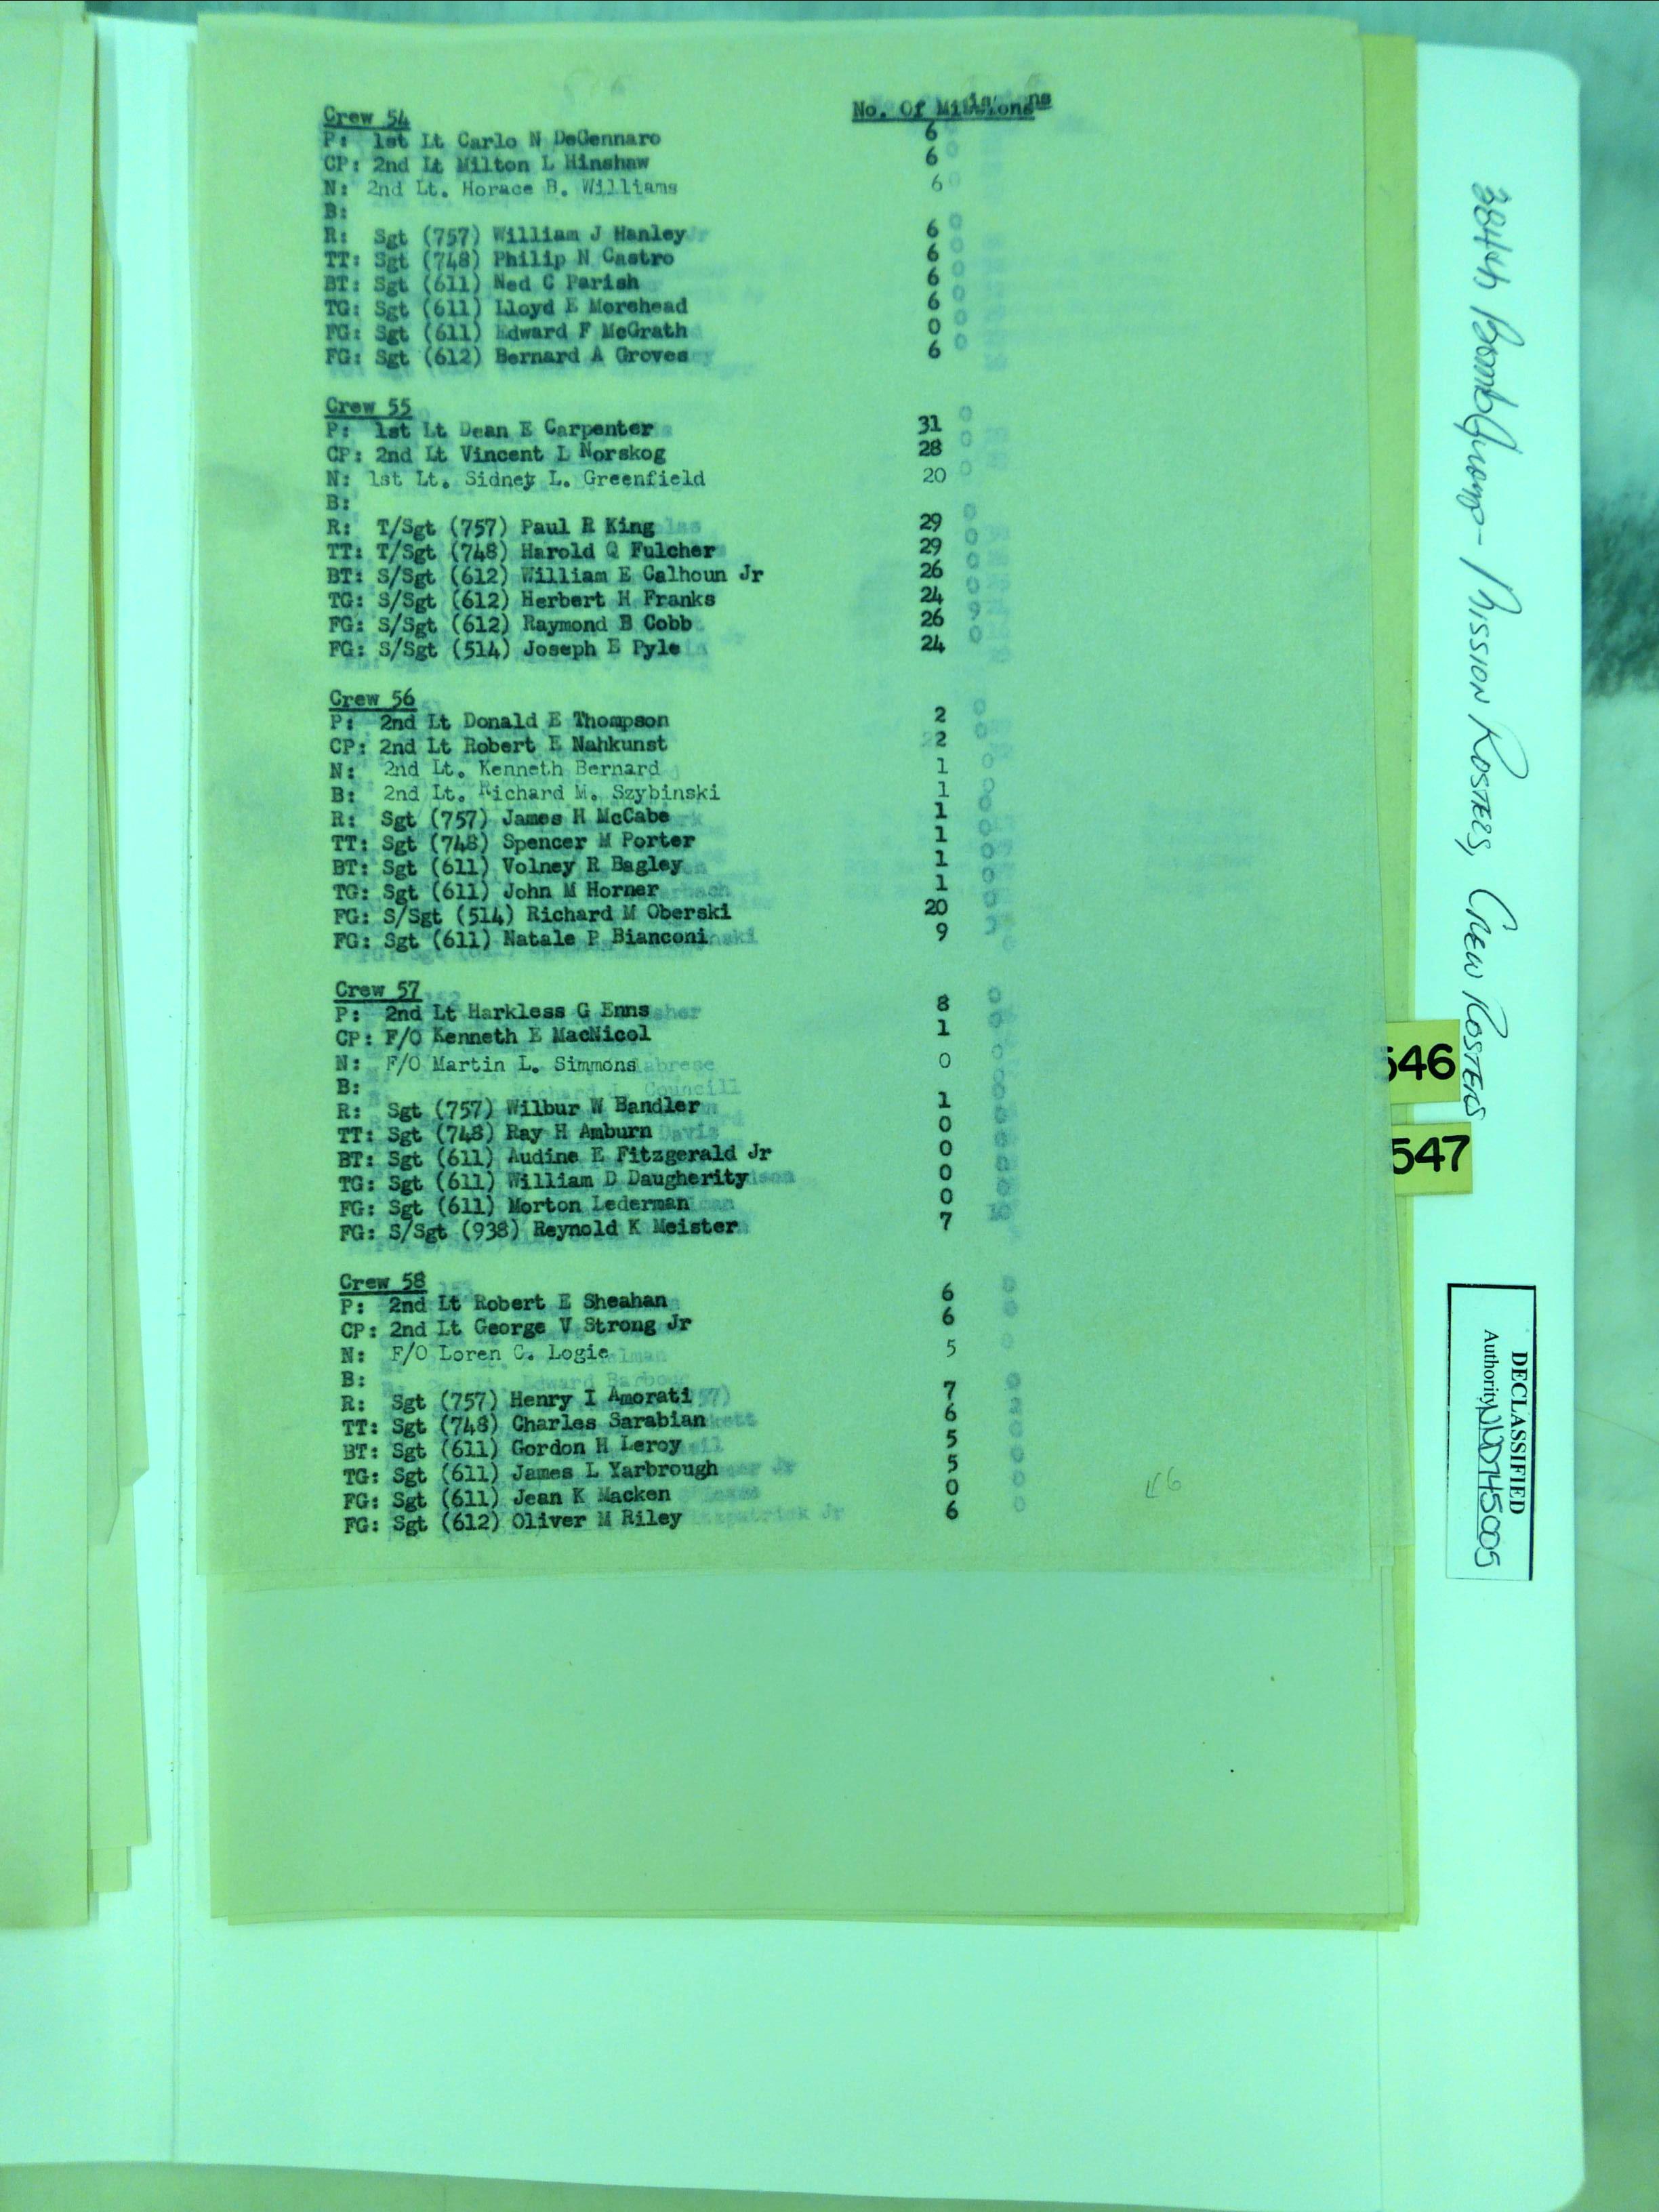 Crew 54 No. Of Missions
P: 1st Lt Carlo N DeGennaro 6
CP: 2nd Lt Milton L Hinshaw 6
N: 2nd Lt. Horace B. Williams 6
B:
R: Sgt (757) William J Hanley 6
TT: Sgt (748) Philip N Castro 6
BT: Sgt (611) Ned C Parish 6
TG: Sgt (611) Lloyd E Morehead 6
FG: Sgt (611) Edward F McGrath 0
FG: Sgt (612) Bernard A Groves 6
Crew 55
P: 1st Lt Dean E Carpenter 31
CP: 2nd Lt Vincent L Norskog 28
N: 1st Lt. Sidney L. Greenfield 20
B:
R: T/Sgt (757) Paul R King 29
TT: T/Sgt (748) Harold Q Fulcher 29
BT: S/Sgt (612) William E Calhoun Jr 26
TG: S/Sgt (612) Herbert H Franks 24
FG: S/Sgt (612) Raymond B Cobb 26
FG: S/Sgt (514) Joseph E Pyle 24
Crew 56
P: 2nd Lt Donald E Thompson 2
CP: 2nd Lt Robert E Nahkunst 2
N: 2nd Lt. Kenneth Bernard 1
B: 2nd Lt. Richard M. Szybinski 1
R: Sgt (757) James H McCabe 1
TT: Sgt (748) Spencer M Porter 1
BT: Sgt (611) Volney R Bagley 1
TG: Sgt (611) John M Horner 1
FG: S/Sgt (514) Richard M Oberski 20
FG: Sgt (611) Natale P Bianconi 9
Crew 57
P: 2nd Lt Harkless G Enns 8
CP: F/O Kenneth E MacNicol 1
N: F/O Martin L. Simmons 0
B:
R: Sgt (757) Wilbur W Bandler 1
TT: Sgt (748) Ray H Amburn 0
BT: Sgt (611) Audine E Fitzgerald Jr 0
TG: Sgt (611) William D Daugherity 0
FG: Sgt (611) Morton Lederman 0
FG: S/Sgt (938) Reynold K Meister 7
Crew 58
P: 2nd Lt Robert E Sheahan 6
CP: 2nd Lt George V Strong Jr 6
N: F/O Loren C. Logie 5
B:
R: Sgt (757) Henry I Amorati 7
TT: Sgt (748) Charles Sarabian 6
BT: Sgt (611) Gordon H Leroy 5
TG: Sgt (611) James L Yarbrough 5
FG: Sgt (611) Jean K Macken 0
FG: Sgt (612) Oliver M Riley 6
384th Bomb Group - Mission Rosters, Crew Rosters
546
547
DECLASSIFIED
Authority NND745005